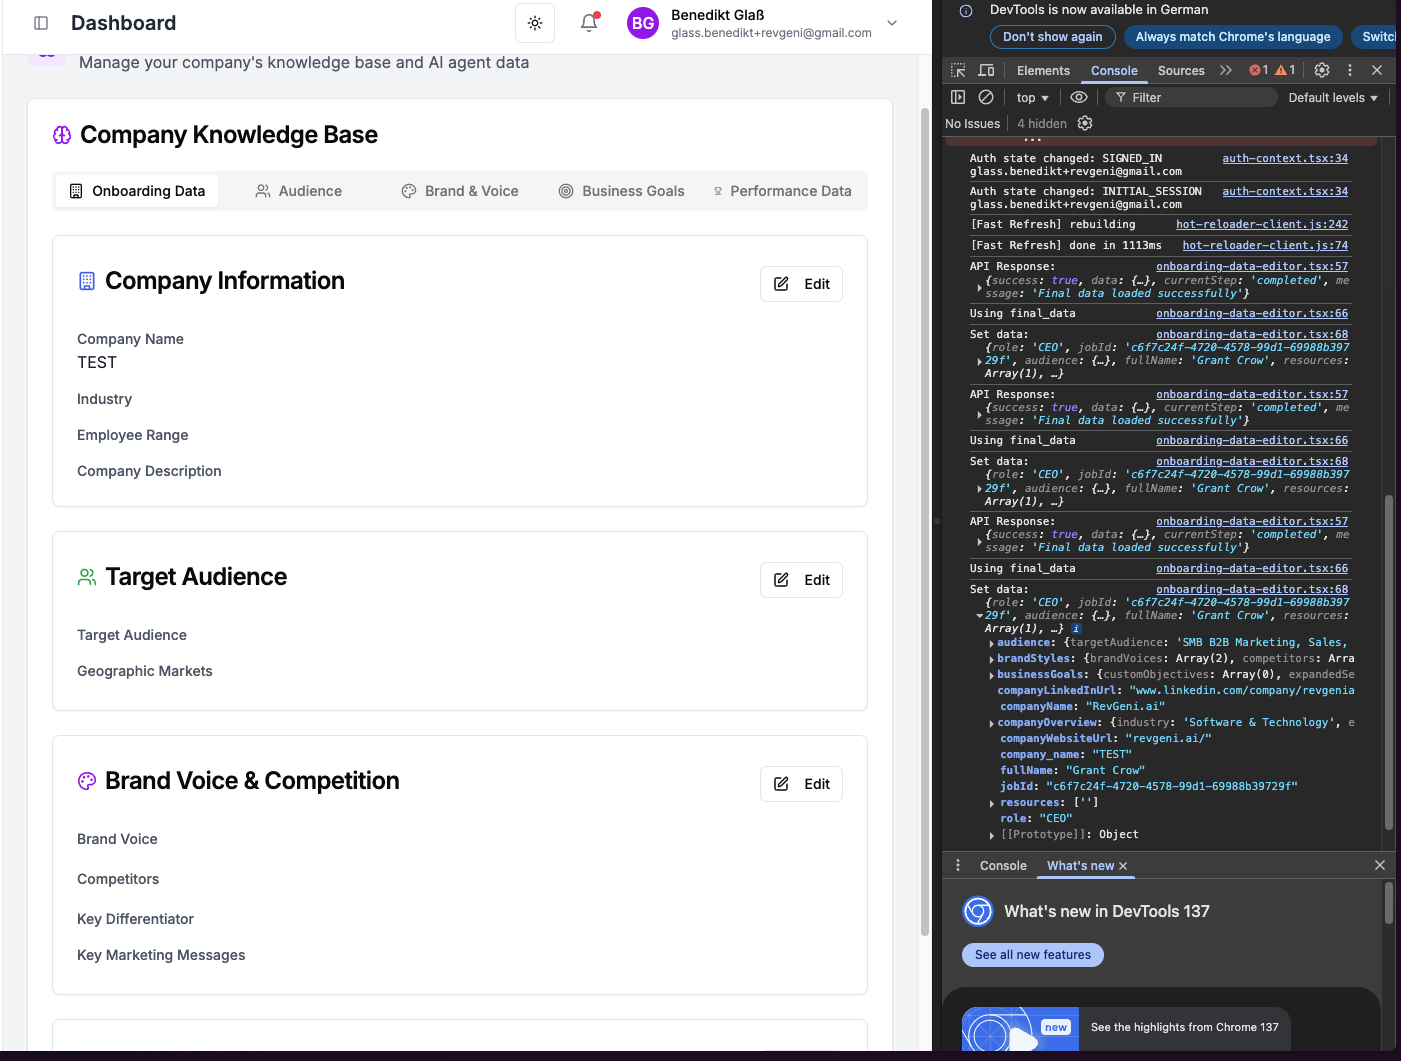 Dashboard
BG
Benedikt Glaß
glass.benedikt+revgeni@gmail.com
Manage your company's knowledge base and AI agent data
Company Knowledge Base
Onboarding Data
Audience
Brand & Voice
Business Goals
Performance Data
Company Information
Edit
Company Name
TEST
Industry
Employee Range
Company Description
Target Audience
Edit
Target Audience
Geographic Markets
Brand Voice & Competition
Edit
Brand Voice
Competitors
Key Differentiator
Key Marketing Messages
DevTools is now available in German
Don't show again
Always match Chrome's language
Switc
Elements
Console
Sources
1
1
top
Filter
Default levels
No Issues
4 hidden
...
Auth state changed: SIGNED_IN auth-context.tsx:34
glass.benedikt+revgeni@gmail.com
Auth state changed: INITIAL_SESSION auth-context.tsx:34
glass.benedikt+revgeni@gmail.com
[Fast Refresh] rebuilding hot-reloader-client.js:242
[Fast Refresh] done in 1113ms hot-reloader-client.js:74
API Response: onboarding-data-editor.tsx:57
{success: true, data: {…}, currentStep: 'completed', me
ssage: 'Final data loaded successfully'}
Using final_data onboarding-data-editor.tsx:66
Set data: onboarding-data-editor.tsx:68
{role: 'CEO', jobId: 'c6f7c24f-4720-4578-99d1-69988b397
29f', audience: {…}, fullName: 'Grant Crow', resources:
Array(1), …}
API Response: onboarding-data-editor.tsx:57
{success: true, data: {…}, currentStep: 'completed', me
ssage: 'Final data loaded successfully'}
Using final_data onboarding-data-editor.tsx:66
Set data: onboarding-data-editor.tsx:68
{role: 'CEO', jobId: 'c6f7c24f-4720-4578-99d1-69988b397
29f', audience: {…}, fullName: 'Grant Crow', resources:
Array(1), …}
API Response: onboarding-data-editor.tsx:57
{success: true, data: {…}, currentStep: 'completed', me
ssage: 'Final data loaded successfully'}
Using final_data onboarding-data-editor.tsx:66
Set data: onboarding-data-editor.tsx:68
{role: 'CEO', jobId: 'c6f7c24f-4720-4578-99d1-69988b397
29f', audience: {…}, fullName: 'Grant Crow', resources:
Array(1), …} i
audience: {targetAudience: 'SMB B2B Marketing, Sales,
brandStyles: {brandVoices: Array(2), competitors: Arra
businessGoals: {customObjectives: Array(0), expandedSe
companyLinkedInUrl: "www.linkedin.com/company/revgenia
companyName: "RevGeni.ai"
companyOverview: {industry: 'Software & Technology', e
companyWebsiteUrl: "revgeni.ai/"
company_name: "TEST"
fullName: "Grant Crow"
jobId: "c6f7c24f-4720-4578-99d1-69988b39729f"
resources: ['']
role: "CEO"
[[Prototype]]: Object
Console
What's new
What's new in DevTools 137
See all new features
new
See the highlights from Chrome 137